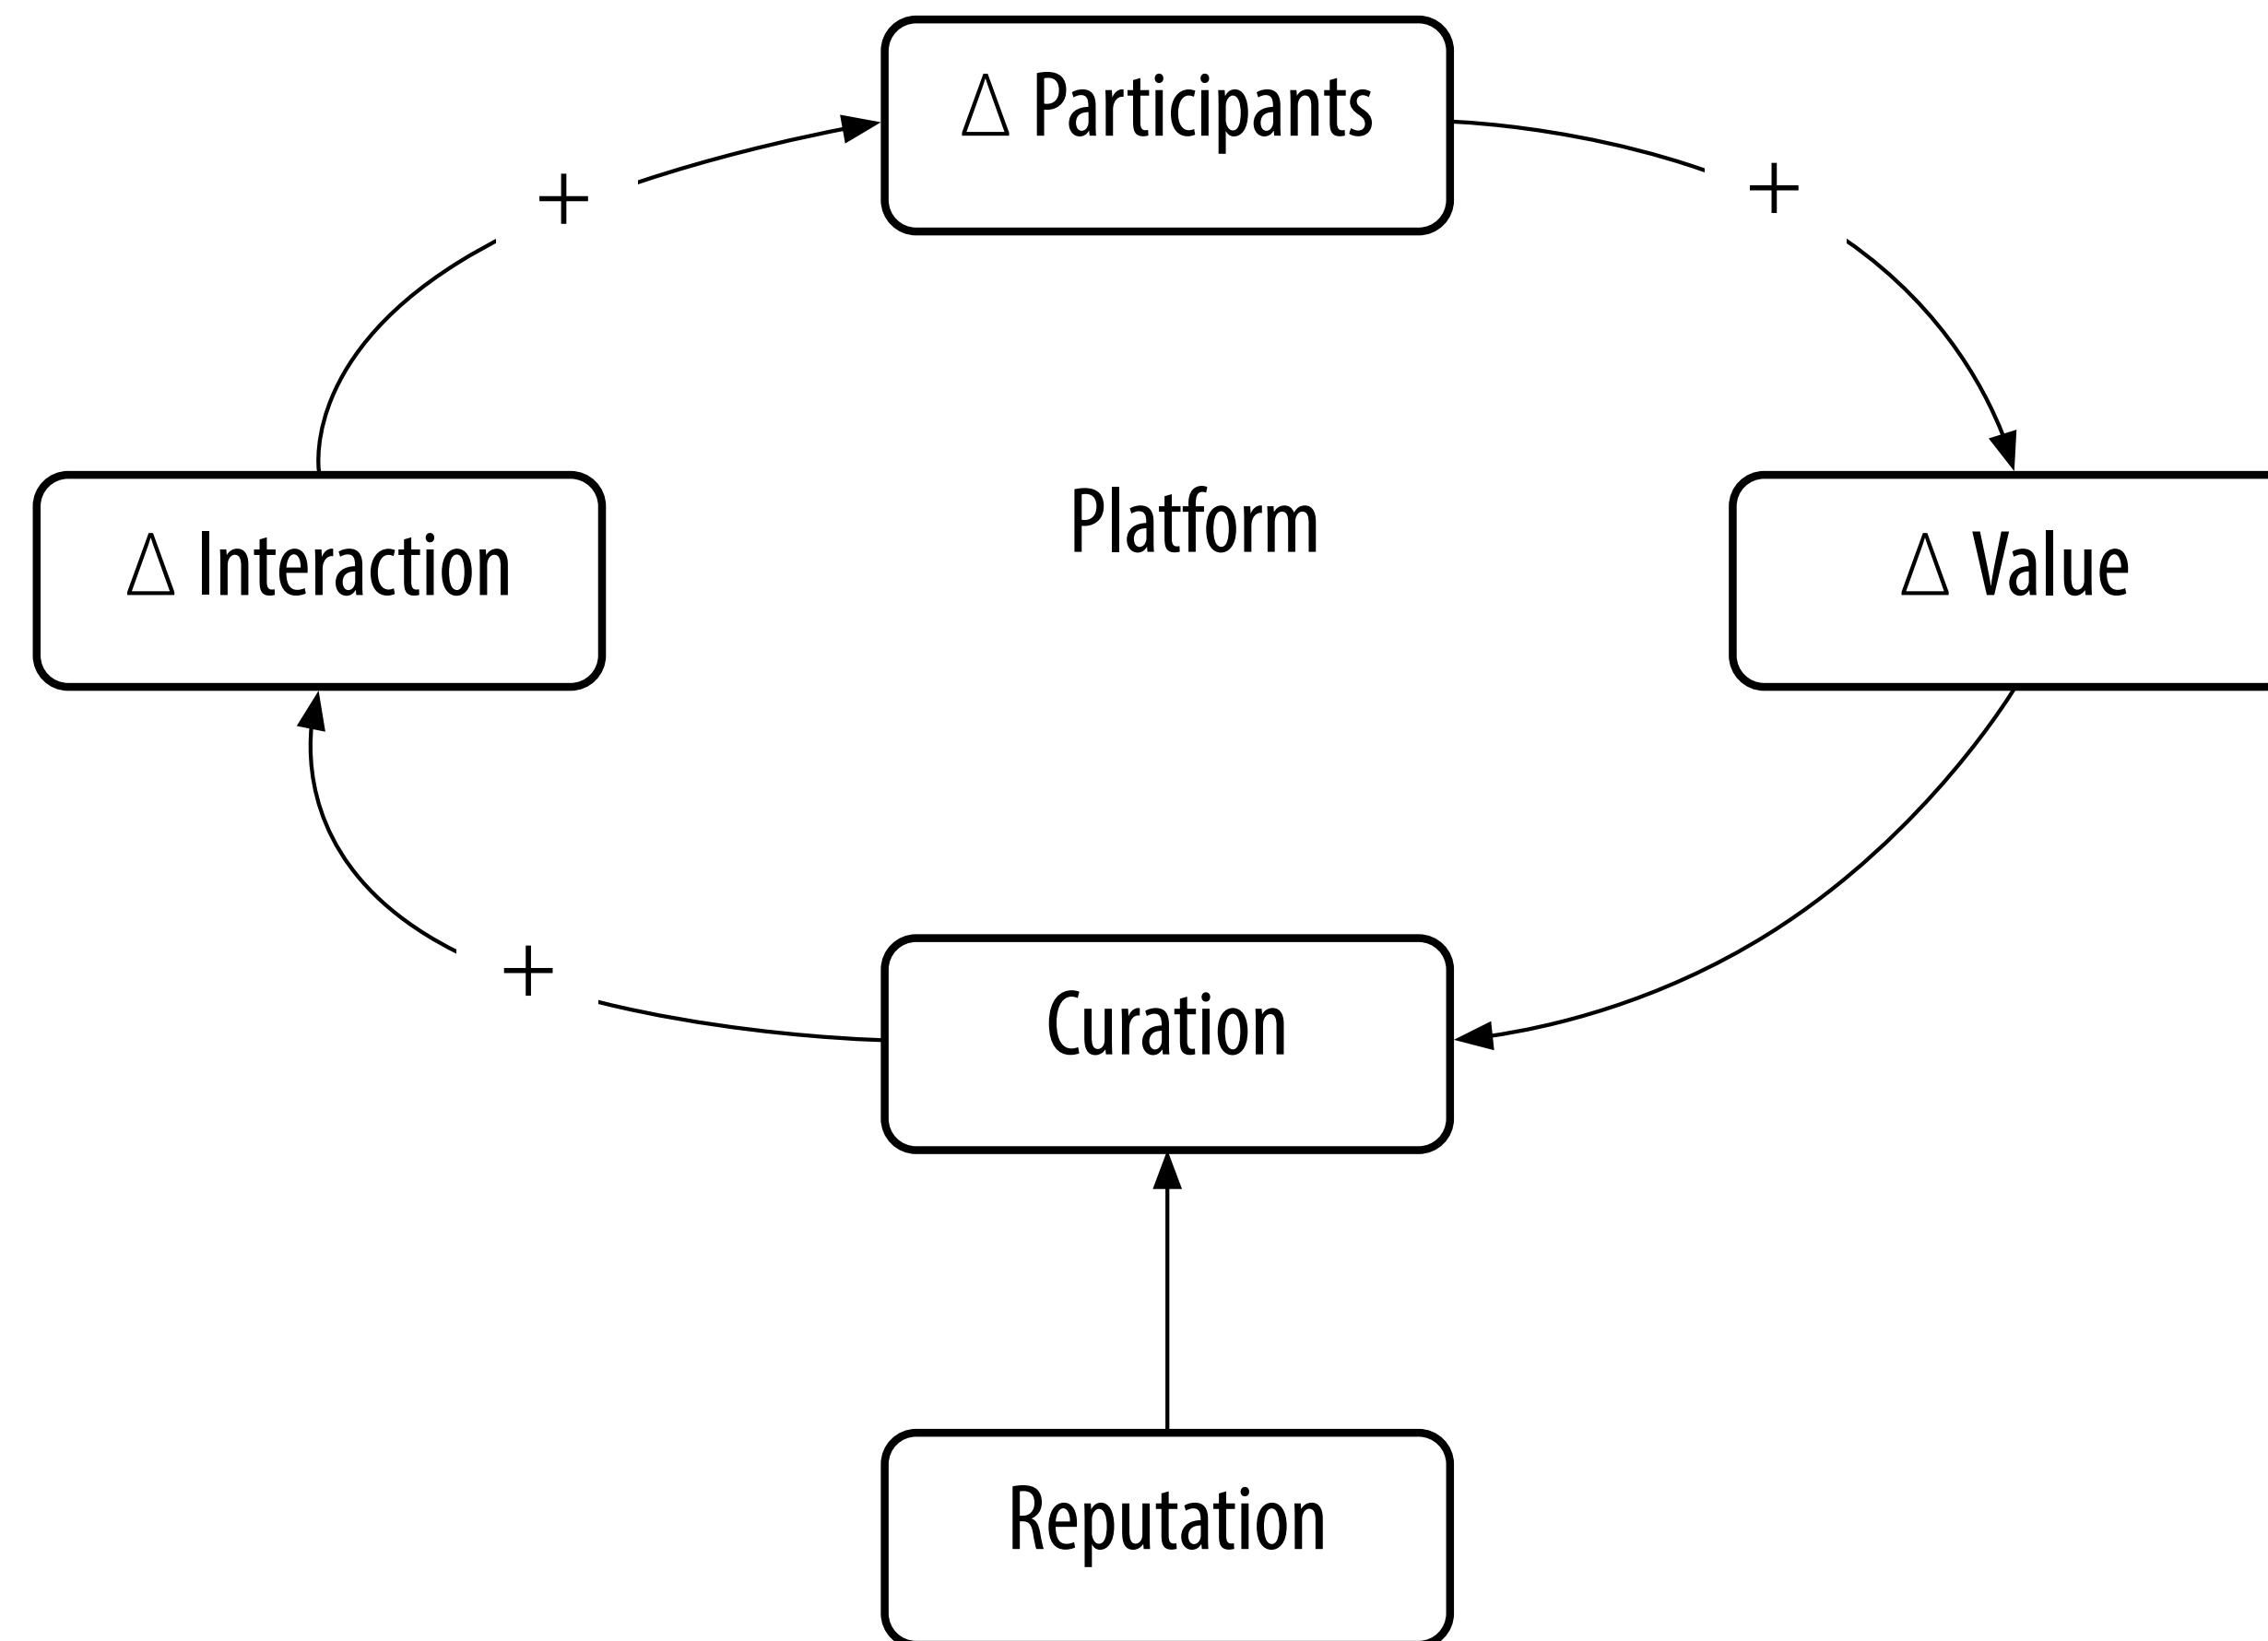 Δ Participants
+
+
Platform
Δ Interaction
Δ Value
+
Curation
Reputation